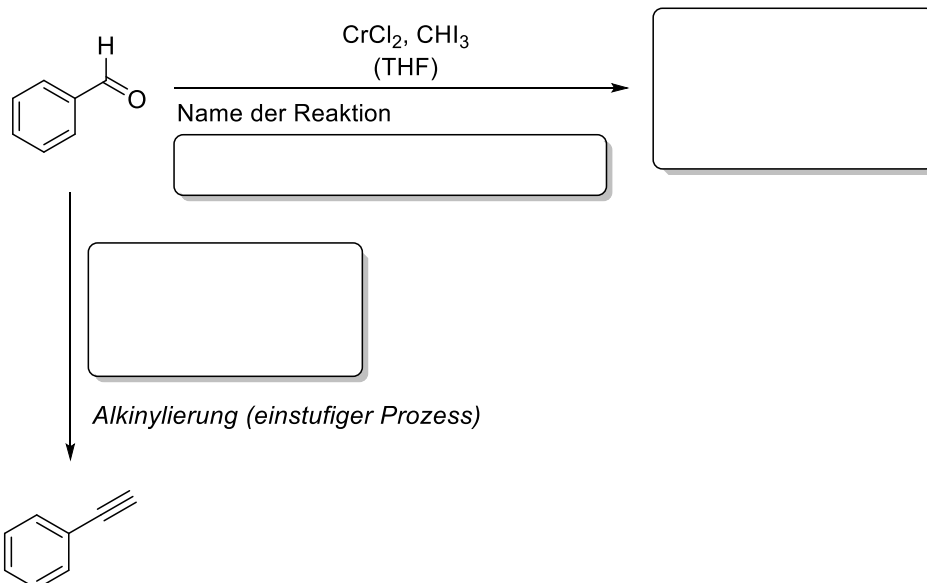 H
O
CrCl₂, CHI₃
(THF)
Name der Reaktion
Alkinylierung (einstufiger Prozess)